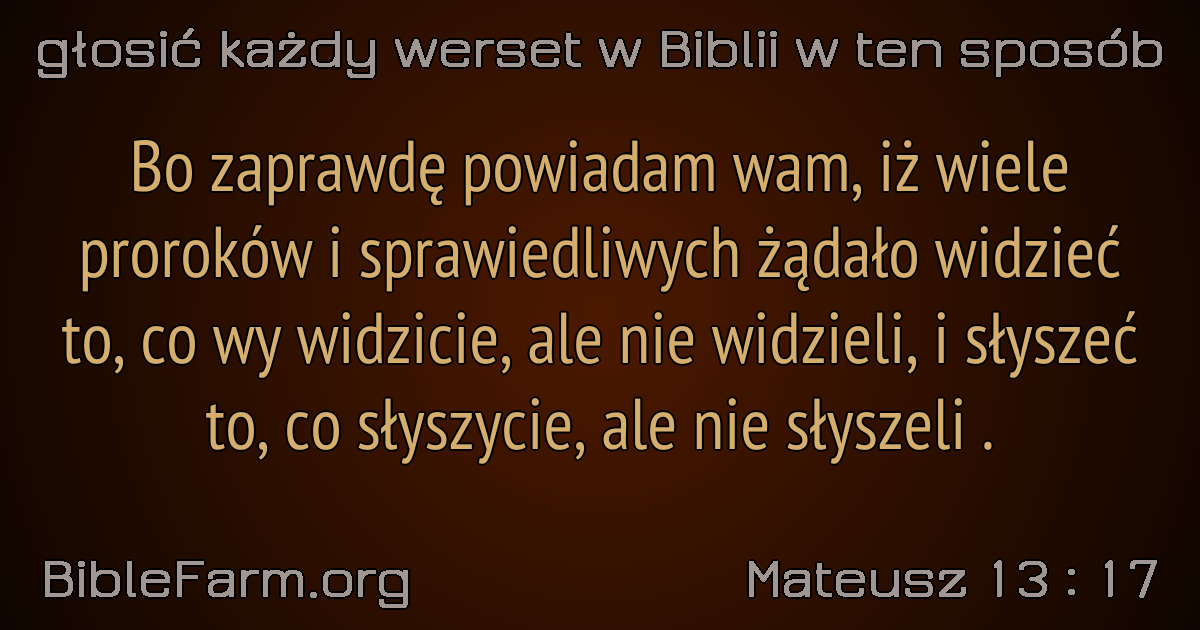 głosić każdy werset w Biblii w ten sposób
Bo zaprawdę powiadam wam, iż wiele
proroków i sprawiedliwych żądało widzieć
to, co wy widzicie, ale nie widzieli, i słyszeć
to, co słyszycie, ale nie słyszeli .
BibleFarm.org
Mateusz 13 : 17